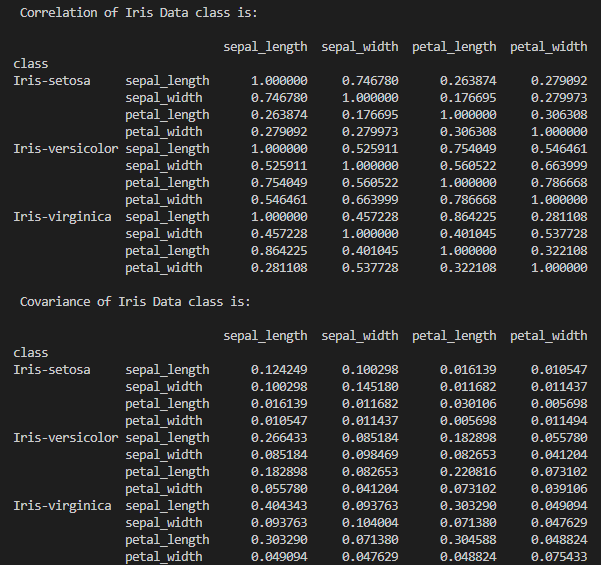 Correlation of Iris Data class is:
sepal_length sepal_width petal_length petal_width
class
Iris-setosa sepal_length 1.000000 0.746780 0.263874 0.279092
sepal_width 0.746780 1.000000 0.176695 0.279973
petal_length 0.263874 0.176695 1.000000 0.306308
petal_width 0.279092 0.279973 0.306308 1.000000
Iris-versicolor sepal_length 1.000000 0.525911 0.754049 0.546461
sepal_width 0.525911 1.000000 0.560522 0.663999
petal_length 0.754049 0.560522 1.000000 0.786668
petal_width 0.546461 0.663999 0.786668 1.000000
Iris-virginica sepal_length 1.000000 0.457228 0.864225 0.281108
sepal_width 0.457228 1.000000 0.401045 0.537728
petal_length 0.864225 0.401045 1.000000 0.322108
petal_width 0.281108 0.537728 0.322108 1.000000
Covariance of Iris Data class is:
sepal_length sepal_width petal_length petal_width
class
Iris-setosa sepal_length 0.124249 0.100298 0.016139 0.010547
sepal_width 0.100298 0.145180 0.011682 0.011437
petal_length 0.016139 0.011682 0.030106 0.005698
petal_width 0.010547 0.011437 0.005698 0.011494
Iris-versicolor sepal_length 0.266433 0.085184 0.182898 0.055780
sepal_width 0.085184 0.098469 0.082653 0.041204
petal_length 0.182898 0.082653 0.220816 0.073102
petal_width 0.055780 0.041204 0.073102 0.039106
Iris-virginica sepal_length 0.404343 0.093763 0.303290 0.049094
sepal_width 0.093763 0.104004 0.071380 0.047629
petal_length 0.303290 0.071380 0.304588 0.048824
petal_width 0.049094 0.047629 0.048824 0.075433